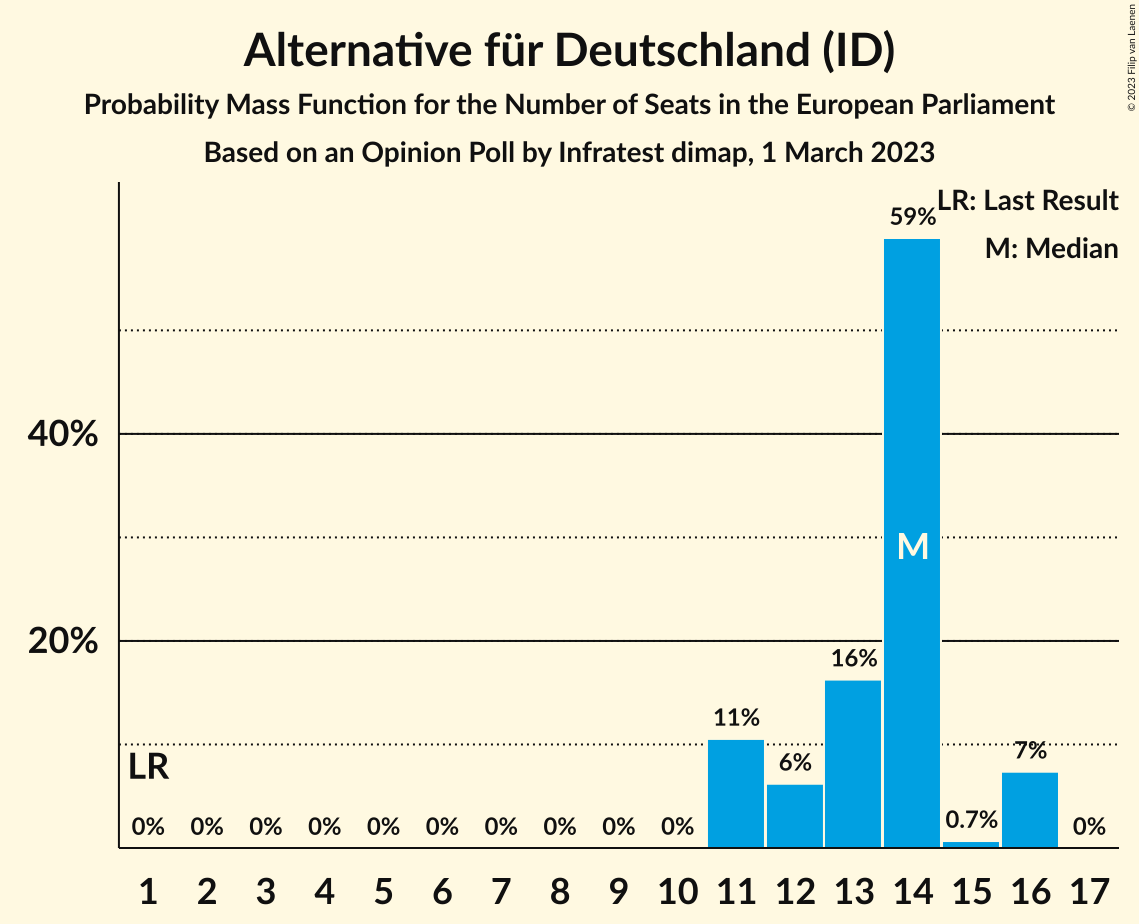 Alternative für Deutschland (ID)
Probability Mass Function for the Number of Seats in the European Parliament
Based on an Opinion Poll by Infratest dimap, 1 March 2023
© 2023 Filip van Laenen
LR: Last Result
M: Median
59%
40%
M
20%
16%
11%
7%
6%
LR
0.7%
0% 0% 0% 0% 0% 0% 0% 0% 0% 0% 0%
1 2 3 4 5 6 7 8 9 10 11 12 13 14 15 16 17